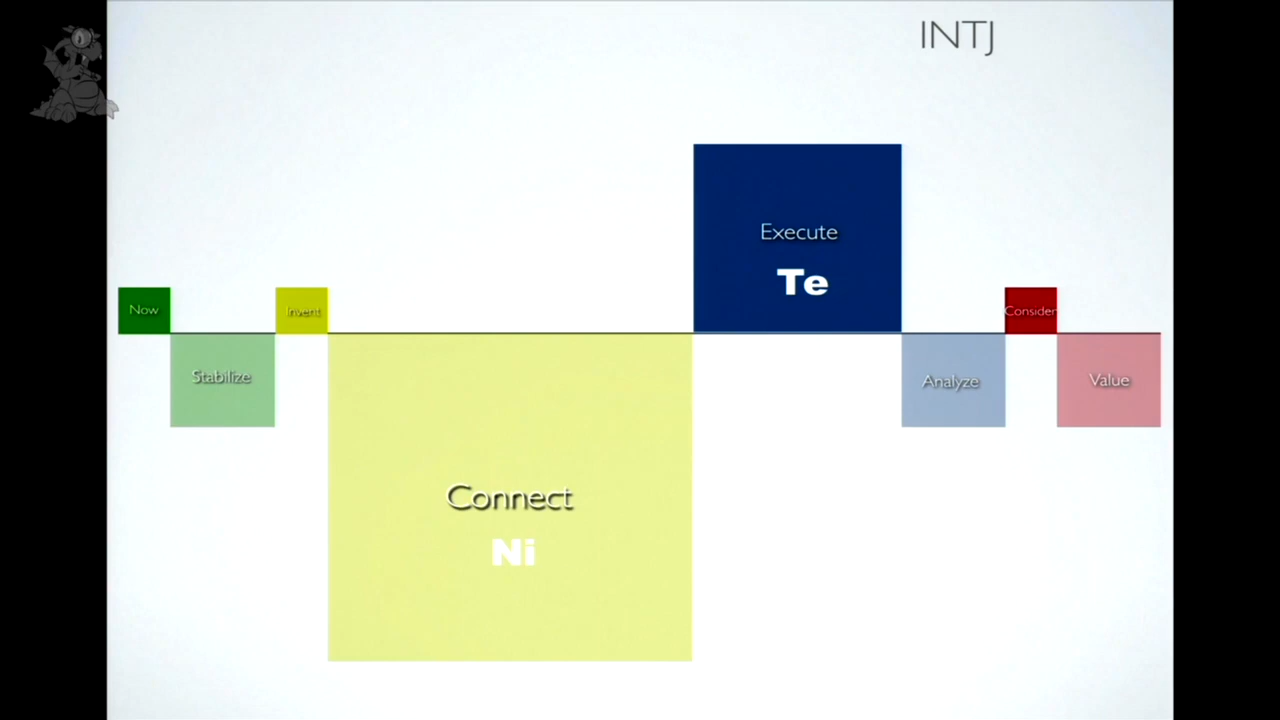 INTJ
Execute
Te
Now
Invent
Consider
Stabilize
Analyze
Value
Connect
Ni